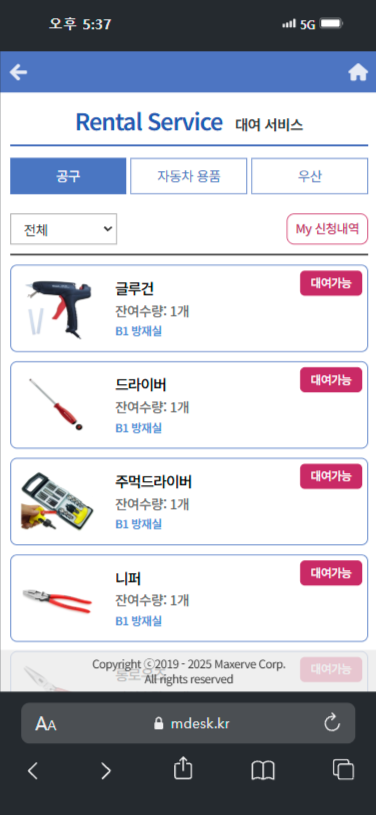 오후 5:37
5G
Rental Service 대여 서비스
공구
자동차 용품
우산
전체
My 신청내역
대여가능
글루건
잔여수량: 1개
B1 방재실
대여가능
드라이버
잔여수량: 1개
B1 방재실
대여가능
주먹드라이버
잔여수량: 1개
B1 방재실
대여가능
니퍼
잔여수량: 1개
B1 방재실
대여가능
Copyright ⓒ2019 - 2025 Maxerve Corp.
All rights reserved
AA
mdesk.kr